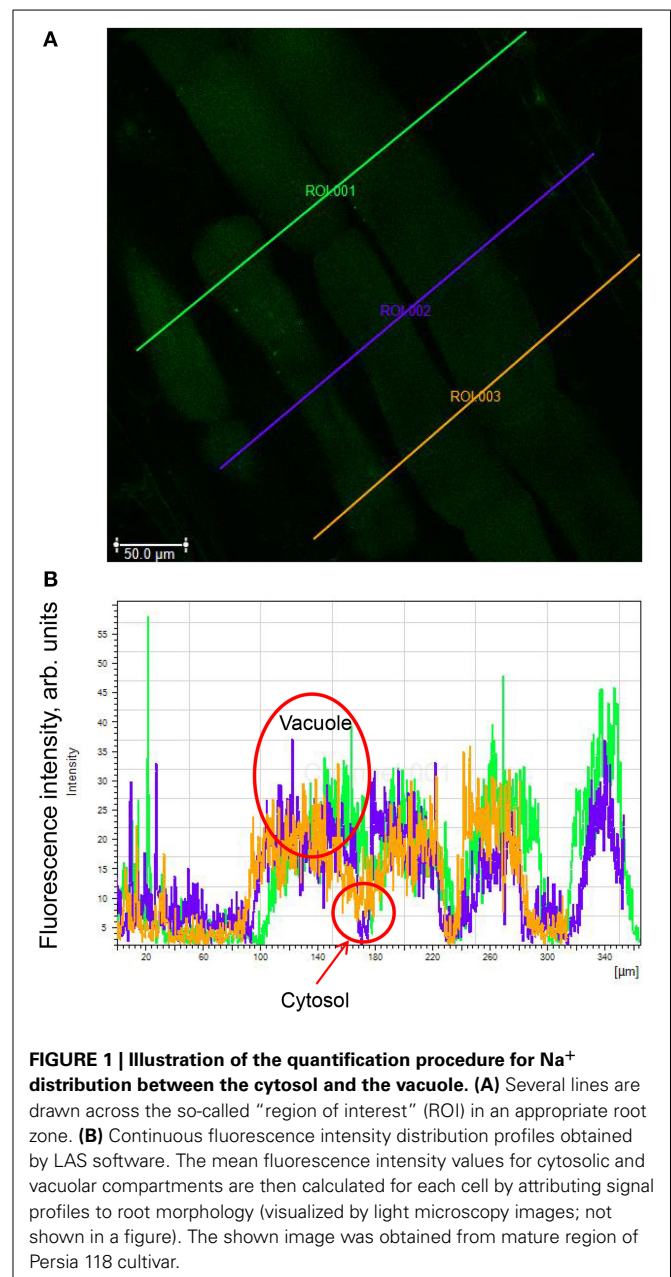 A
ROI.001
ROI.002
ROI.003
50.0 µm
B
Fluorescence intensity, arb. units
Intensity
55
50
45
40
35
30
25
20
15
10
5
Vacuole
20 60 100 140 180 220 260 300 340
[µm]
Cytosol
FIGURE 1 | Illustration of the quantification procedure for Na+
distribution between the cytosol and the vacuole. (A) Several lines are
drawn across the so-called “region of interest” (ROI) in an appropriate root
zone. (B) Continuous fluorescence intensity distribution profiles obtained
by LAS software. The mean fluorescence intensity values for cytosolic and
vacuolar compartments are then calculated for each cell by attributing signal
profiles to root morphology (visualized by light microscopy images; not
shown in a figure). The shown image was obtained from mature region of
Persia 118 cultivar.